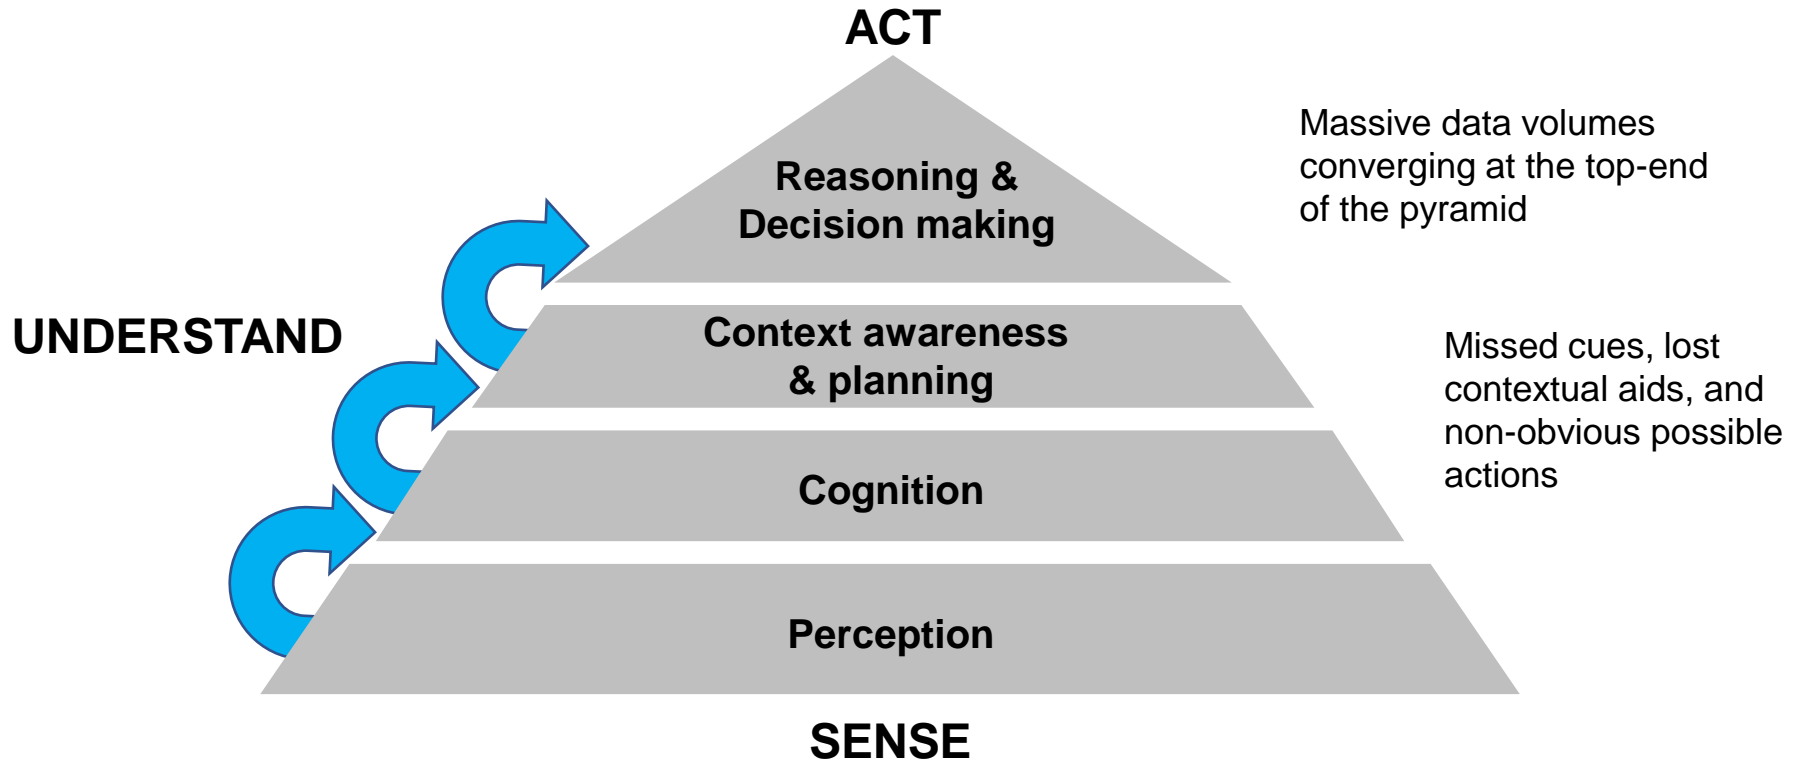 ACT
Massive data volumes
converging at the top-end
of the pyramid
Reasoning &
Decision making
UNDERSTAND
Context awareness
& planning
Missed cues, lost
contextual aids, and
non-obvious possible
actions
Cognition
Perception
SENSE